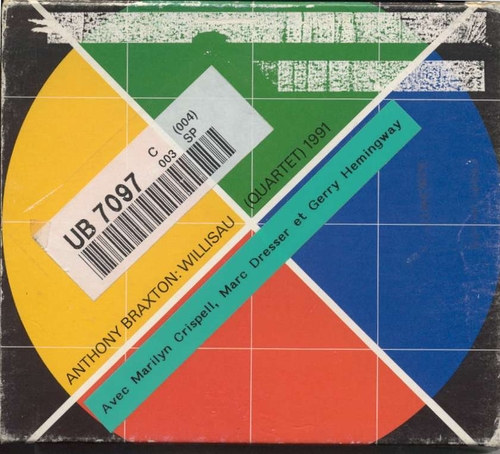 UB 7097 C (004)
003 SP
ANTHONY BRAXTON: WILLISAU (QUARTET) 1991
Avec Marilyn Crispell, Marc Dresser et Gerry Hemingway